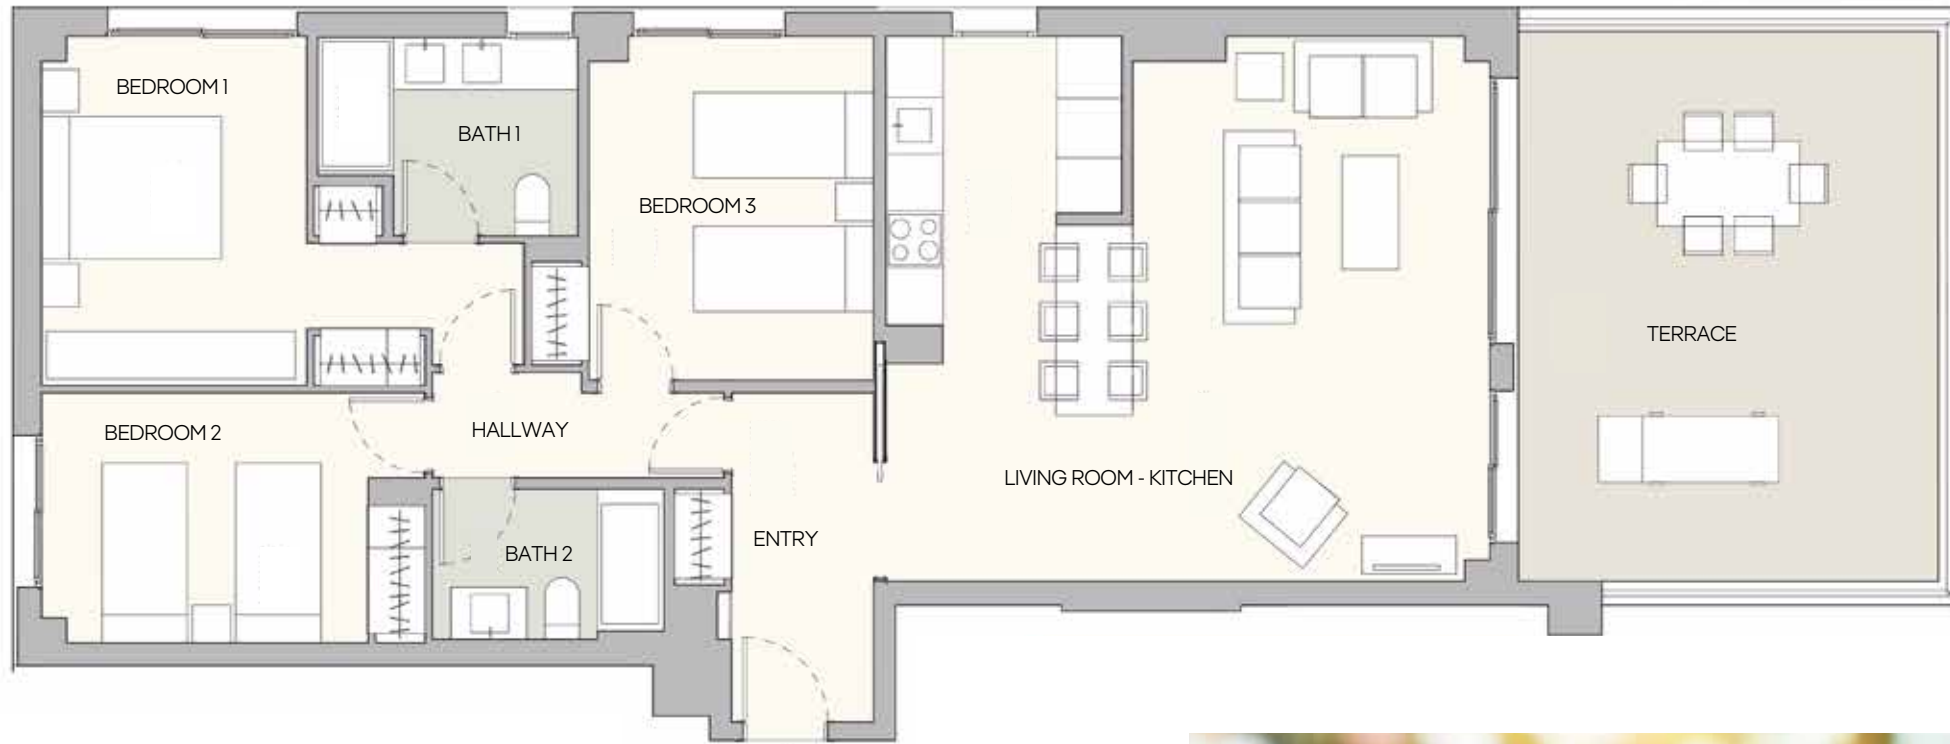 BEDROOM 1
BATH 1
BEDROOM 3
TERRACE
BEDROOM 2
HALLWAY
LIVING ROOM - KITCHEN
ENTRY
BATH 2